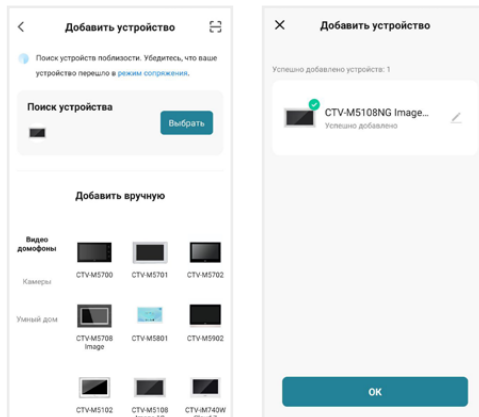 Добавить устройство
Поиск устройств поблизости. Убедитесь, что ваше
устройство перешло в режим сопряжения.
Поиск устройства
Выбрать
Добавить вручную
Видео
домофоны
Камеры
Умный дом
CTV-M5700
CTV-M5701
CTV-M5702
CTV-M5708
Image
CTV-M5801
CTV-M5902
CTV-M5102
CTV-M5108
CTV-iM740W
Добавить устройство
Успешно добавлено устройств: 1
CTV-M5108NG Image...
Успешно добавлено
ОК